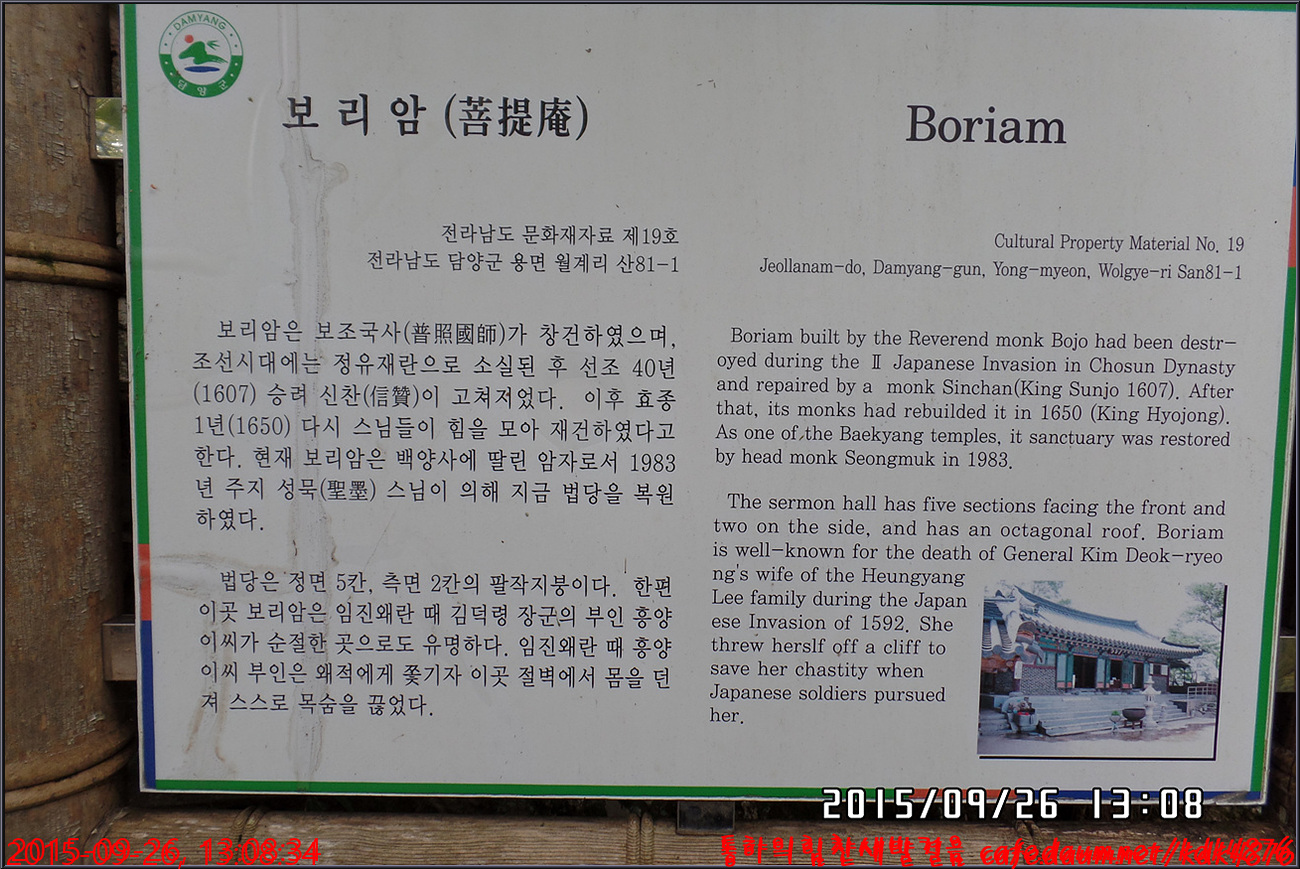 DAMYANG
담양군
보리암 (菩提庵)
전라남도 문화재자료 제19호
전라남도 담양군 용면 월계리 산81-1
보리암은 보조국사(普照國師)가 창건하였으며,
조선시대에는 정유재란으로 소실된 후 선조 40년
(1607) 승려 신찬(信贊)이 고쳐저었다. 이후 효종
1년(1650) 다시 스님들이 힘을 모아 재건하였다고
한다. 현재 보리암은 백양사에 딸린 암자로서 1983
년 주지 성묵(聖墨) 스님이 의해 지금 법당을 복원
하였다.
법당은 정면 5칸, 측면 2칸의 팔작지붕이다. 한편
이곳 보리암은 임진왜란 때 김덕령 장군의 부인 흥양
이씨가 순절한 곳으로도 유명하다. 임진왜란 때 흥양
이씨 부인은 왜적에게 쫓기자 이곳 절벽에서 몸을 던
져 스스로 목숨을 끊었다.
Boriam
Cultural Property Material No. 19
Jeollanam-do, Damyang-gun, Yong-myeon, Wolgye-ri San81-1
Boriam built by the Reverend monk Bojo had been destr-
oyed during the Ⅱ Japanese Invasion in Chosun Dynasty
and repaired by a monk Sinchan(King Sunjo 1607). After
that, its monks had rebuilded it in 1650 (King Hyojong).
As one of the Baekyang temples, it sanctuary was restored
by head monk Seongmuk in 1983.
The sermon hall has five sections facing the front and
two on the side, and has an octagonal roof. Boriam
is well-known for the death of General Kim Deok-ryeo
ng's wife of the Heungyang
Lee family during the Japan
ese Invasion of 1592. She
threw herslf off a cliff to
save her chastity when
Japanese soldiers pursued
her.
2015/09/26 13:08
2015-09-26, 13:08:34
cafe.daum.net/kdk4876